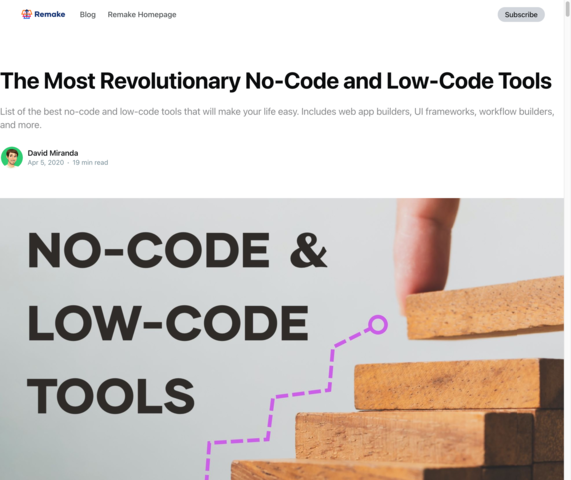 Remake Blog Remake Homepage Subscribe
The Most Revolutionary No-Code and Low-Code Tools
List of the best no-code and low-code tools that will make your life easy. Includes web app builders, UI frameworks, workflow builders,
and more.
David Miranda
Apr 5, 2020 · 19 min read
NO-CODE &
LOW-CODE
TOOLS